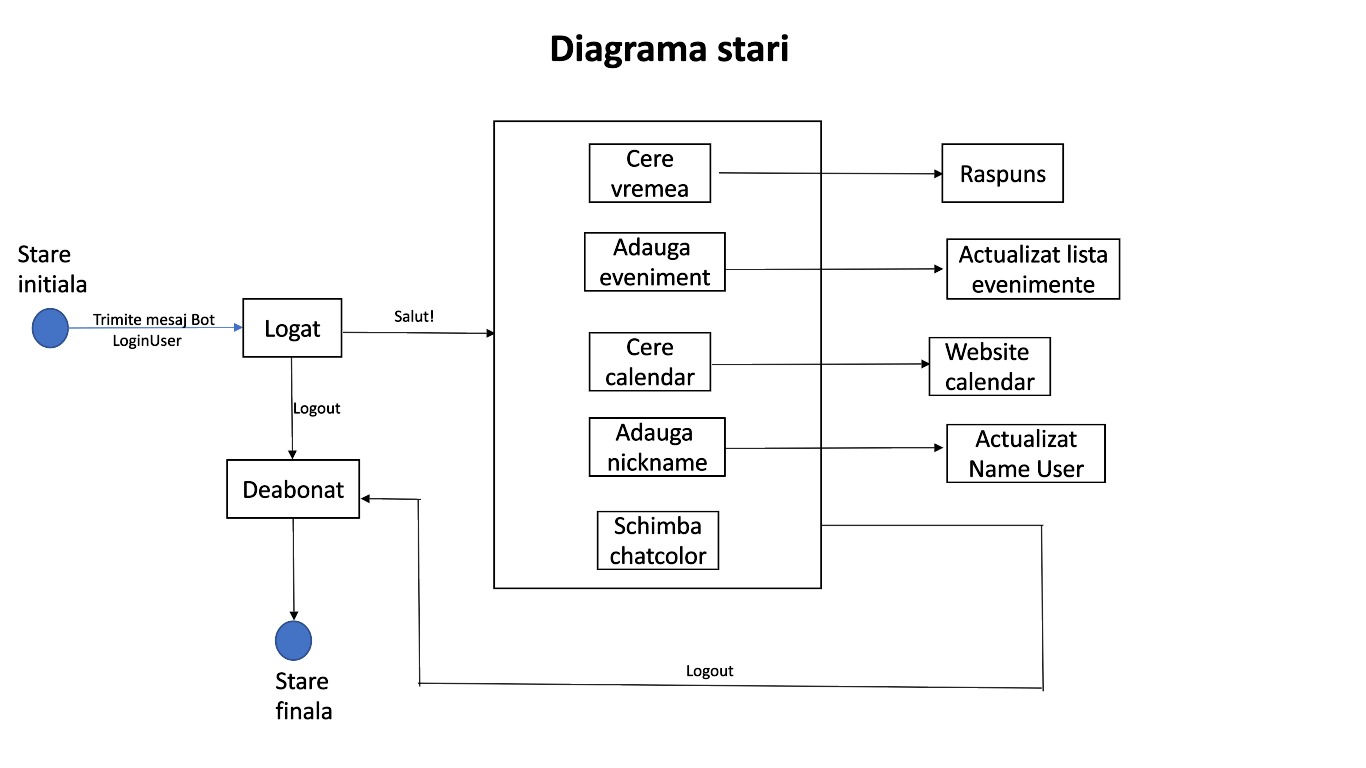 Diagrama stari
Cere
vremea
Raspuns
Adauga
eveniment
Actualizat lista
evenimente
Stare
initiala
Trimite mesaj Bot
LoginUser
Logat
Salut!
Cere
calendar
Website
calendar
Logout
Adauga
nickname
Actualizat
Name User
Deabonat
Schimba
chatcolor
Logout
Stare
finala